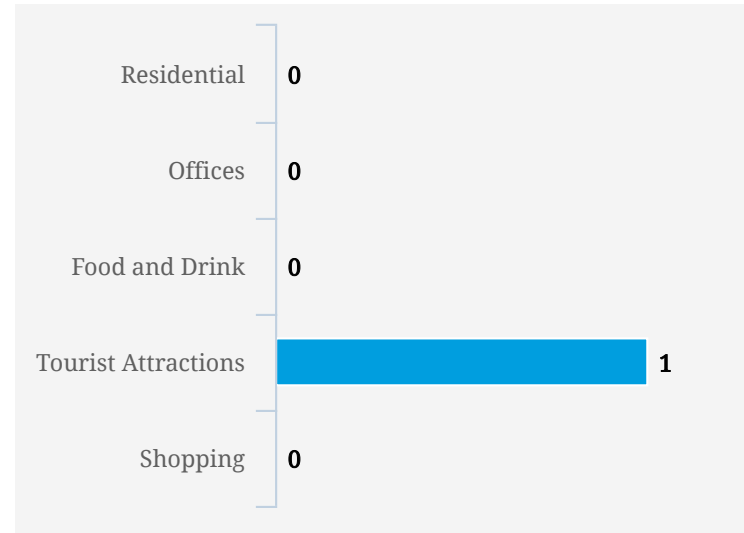 Residential 0
Offices 0
Food and Drink 0
Tourist Attractions 1
Shopping 0